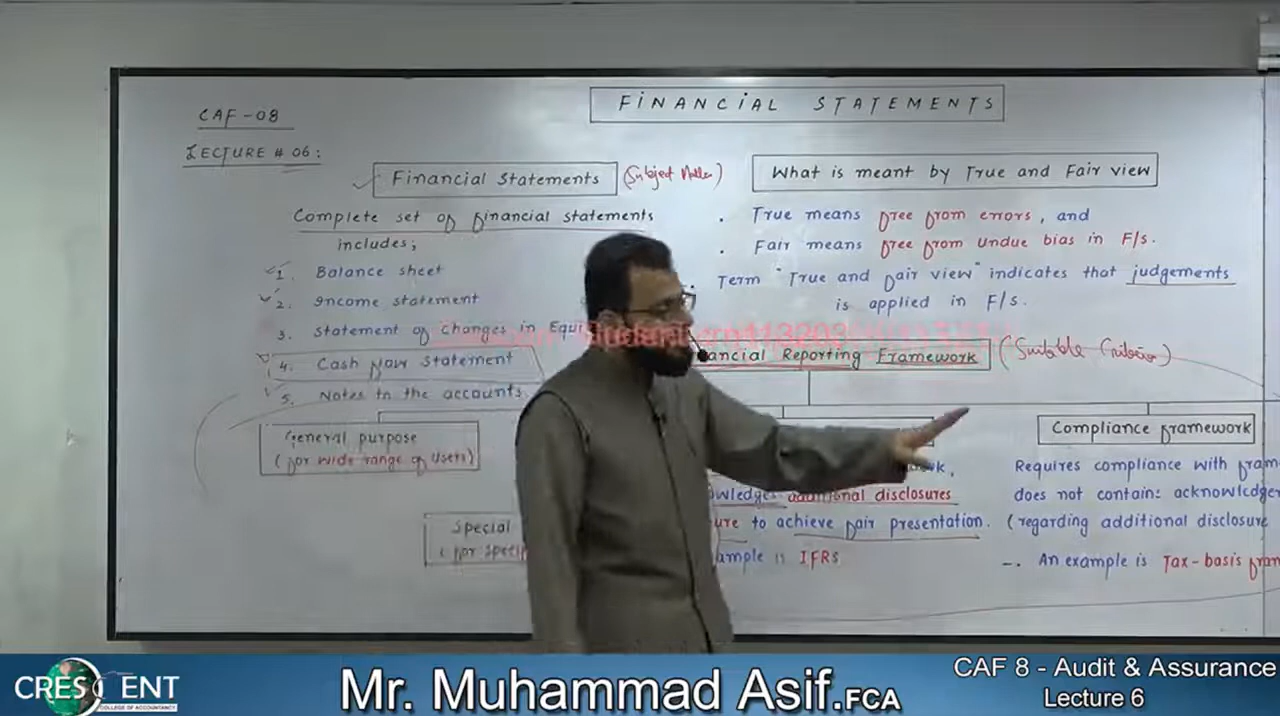 FINANCIAL STATEMENTS
CAF-08
LECTURE # 06:
Financial Statements (Subject Matter)
Complete set of financial statements
includes;
1. Balance sheet
2. Income statement
3. Statement of Changes in Equi
4. Cash flow statement
5. Notes to the accounts
General purpose
(for wide range of users)
Special
(for specif
What is meant by True and Fair view
. True means free from errors, and
. Fair means free from undue bias in F/s.
Term "True and fair view" indicates that judgements
is applied in F/s.
ancial Reporting Framework (Suitable Criteria)
k,
wledges additional disclosures
ure to achieve fair presentation.
ample is IFRS
Compliance framework
Requires compliance with fram
does not contain: acknowledge
(regarding additional disclosure
-. An example is Tax-basis fram
CRESCENT
COLLEGE OF ACCOUNTANCY
Mr. Muhammad Asif.FCA
CAF 8 - Audit & Assurance
Lecture 6